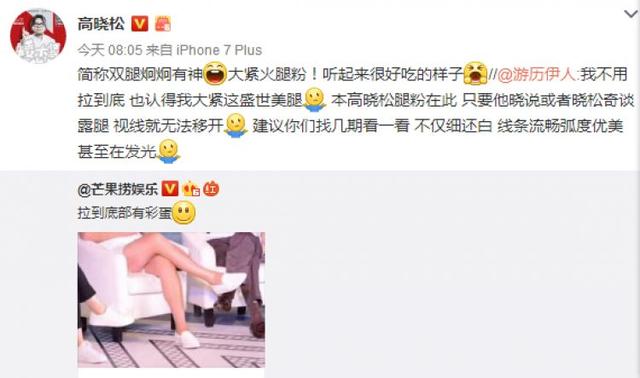 高晓松
今天 08:05 来自 iPhone 7 Plus
简称双腿炯炯有神 大紧火腿粉！听起来很好吃的样子 //@游历伊人:我不用
拉到底 也认得我大紧这盛世美腿 本高晓松腿粉在此 只要他晓说或者晓松奇谈
露腿 视线就无法移开 建议你们找几期看一看 不仅细还白 线条流畅弧度优美
甚至在发光
@芒果捞娱乐
拉到底部有彩蛋